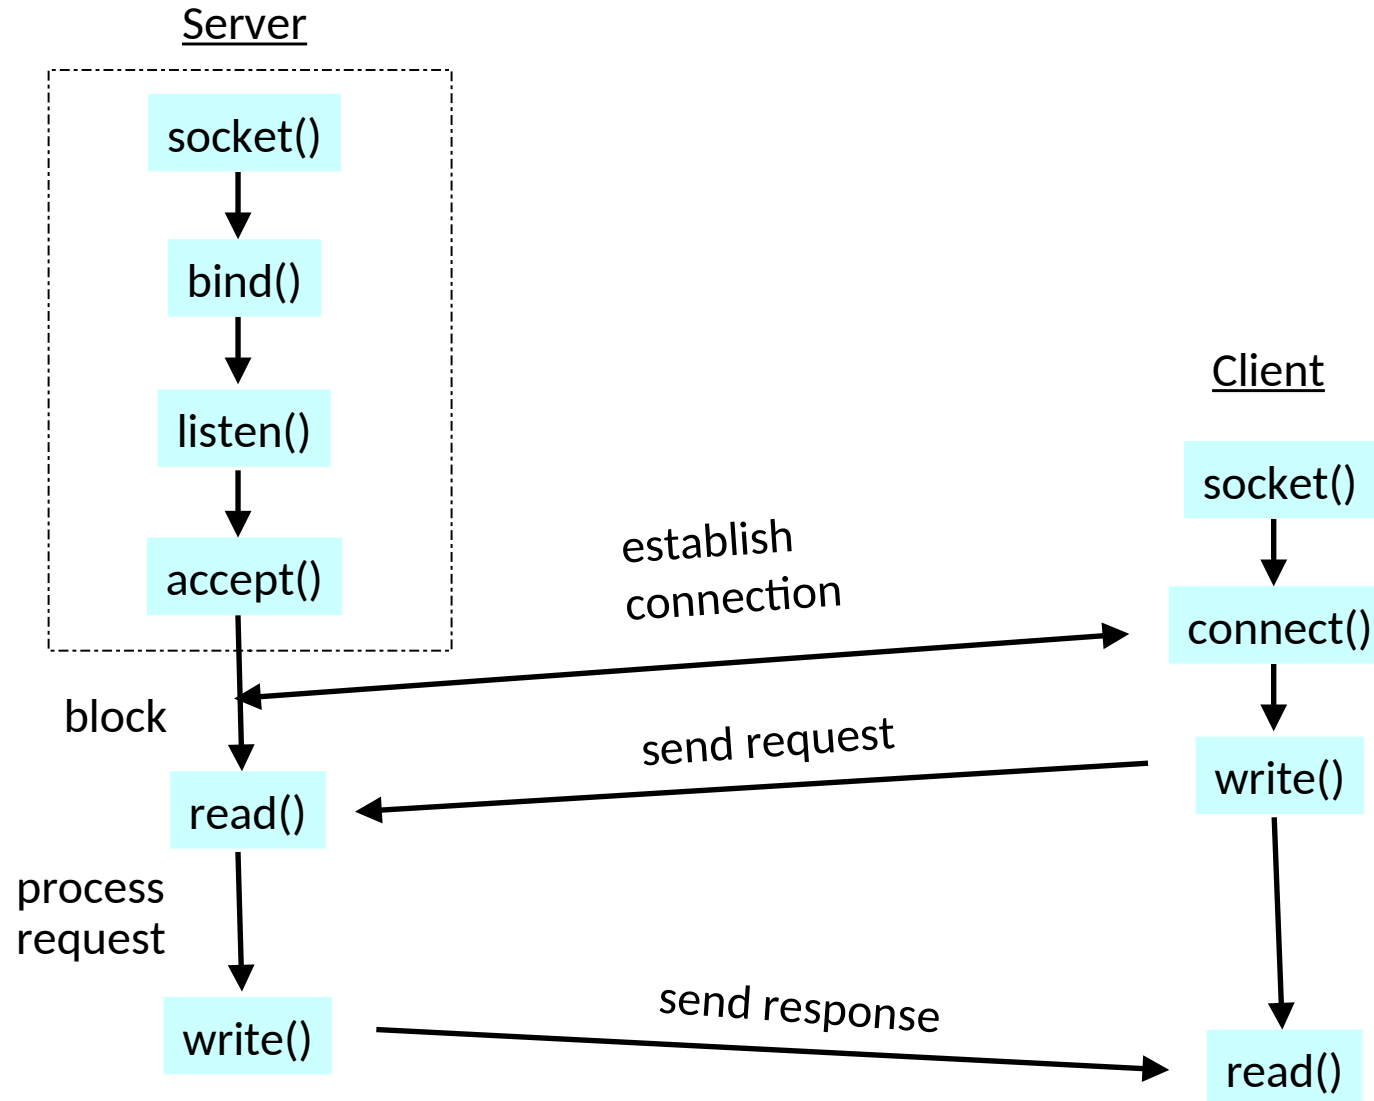 Server
socket()
bind()
listen()
accept()
block
read()
process
request
write()
establish
connection
send request
send response
Client
socket()
connect()
write()
read()